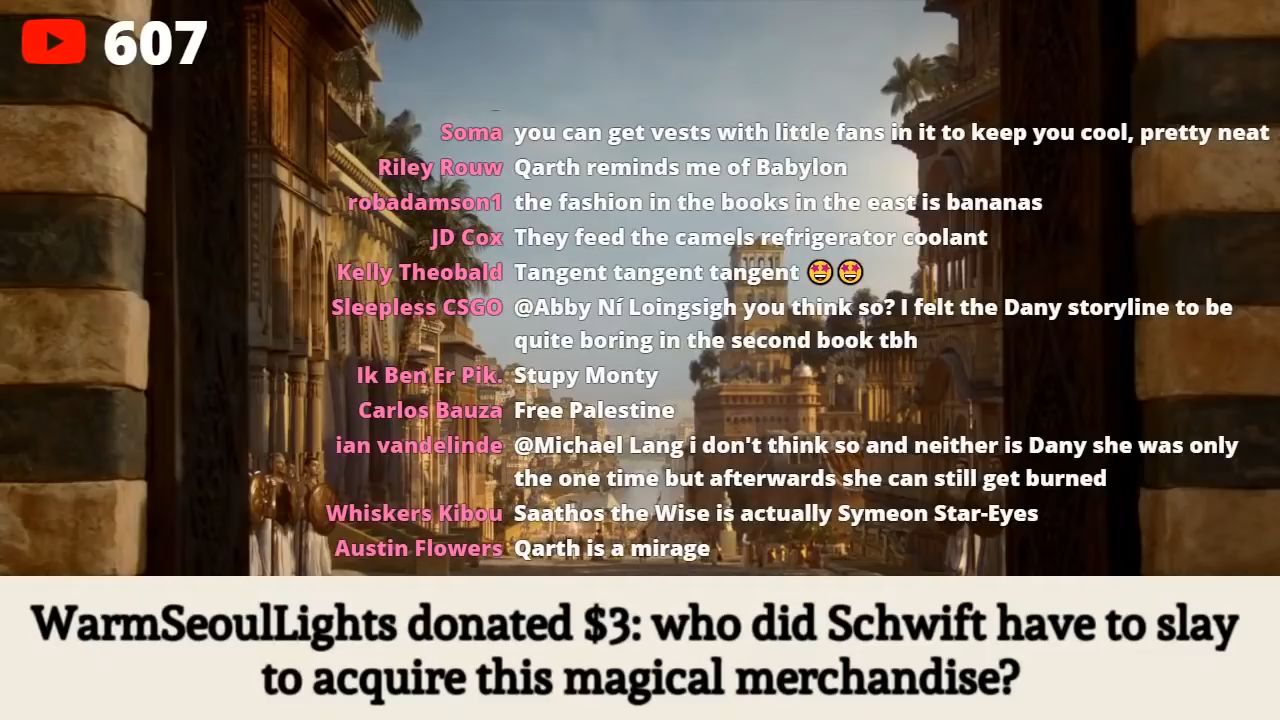 607
Soma you can get vests with little fans in it to keep you cool, pretty neat
Riley Rouw Qarth reminds me of Babylon
robadamson1 the fashion in the books in the east is bananas
JD Cox They feed the camels refrigerator coolant
Kelly Theobald Tangent tangent tangent 🤩🤩
Sleepless CSGO @Abby Ní Loingsigh you think so? I felt the Dany storyline to be
quite boring in the second book tbh
Ik Ben Er Pik. Stupy Monty
Carlos Bauza Free Palestine
ian vandelinde @Michael Lang i don't think so and neither is Dany she was only
the one time but afterwards she can still get burned
Whiskers Kibou Saathos the Wise is actually Symeon Star-Eyes
Austin Flowers Qarth is a mirage
WarmSeoulLights donated $3: who did Schwift have to slay
to acquire this magical merchandise?